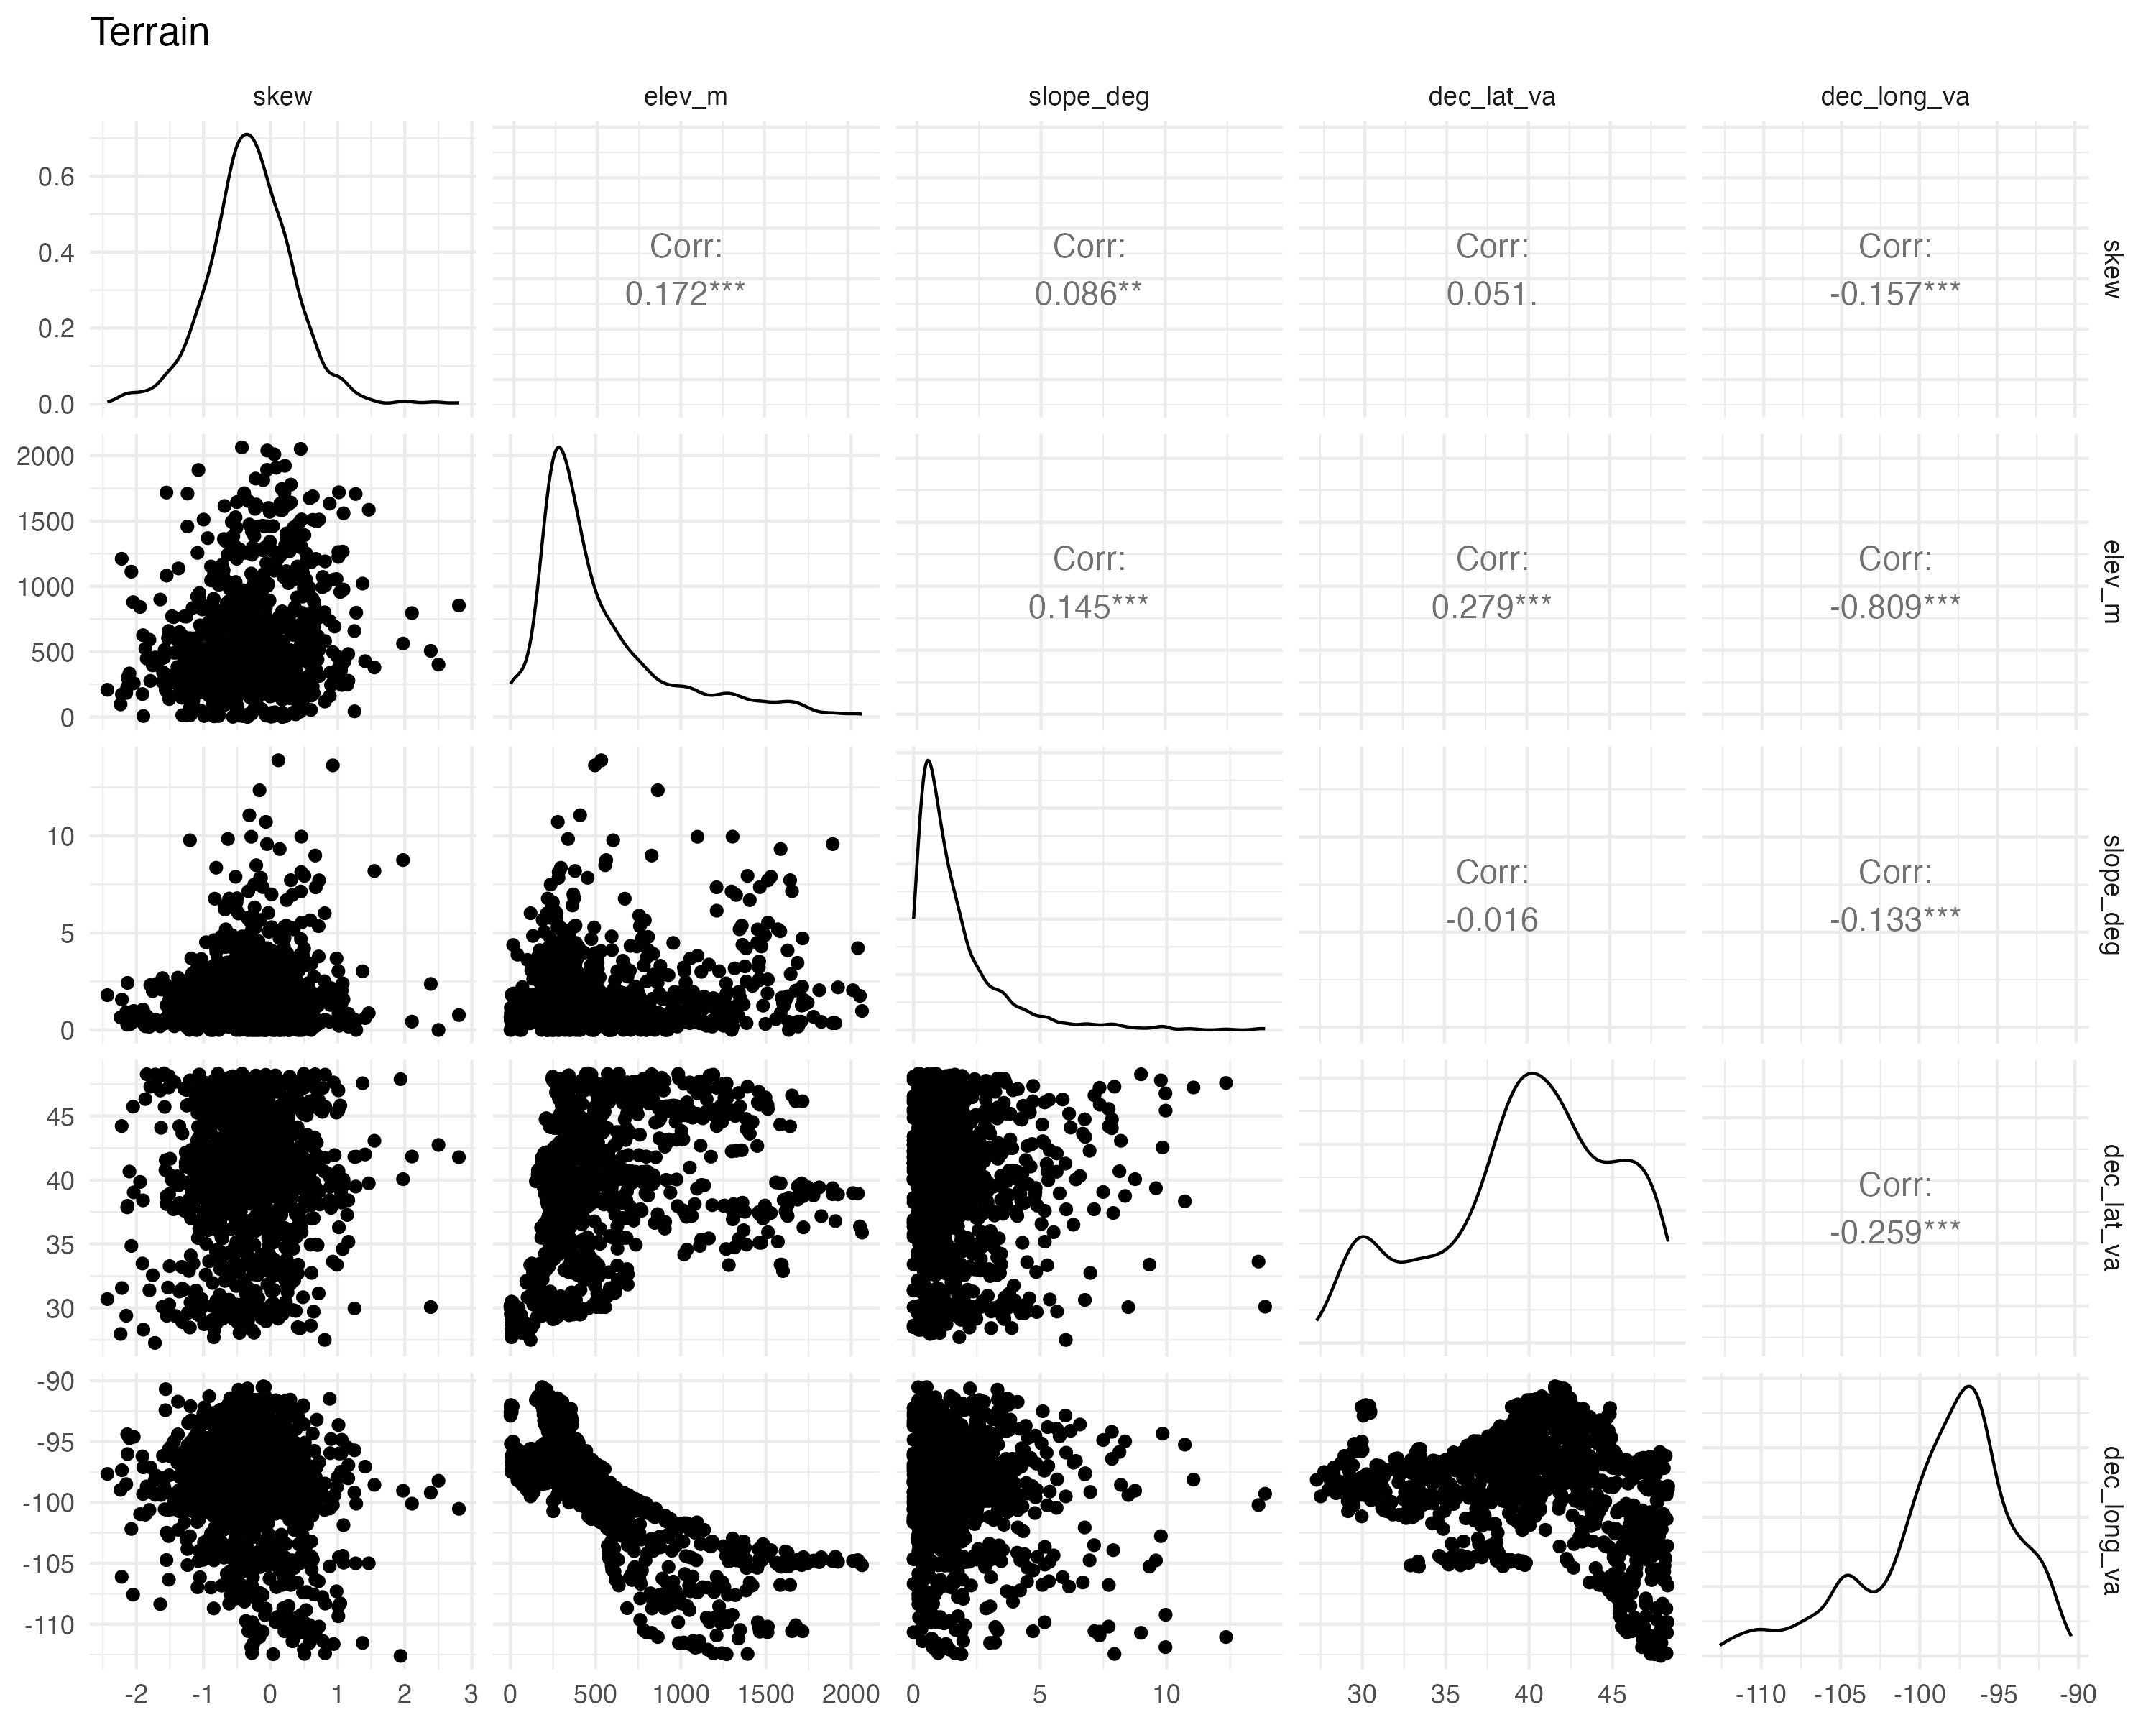 Terrain
skew elev_m slope_deg dec_lat_va dec_long_va
0.6
0.4
0.2
0.0
Corr:
0.172***
Corr:
0.086**
Corr:
0.051.
Corr:
-0.157***
skew
2000
1500
1000
500
0
Corr:
0.145***
Corr:
0.279***
Corr:
-0.809***
elev_m
10
5
0
Corr:
-0.016
Corr:
-0.133***
slope_deg
45
40
35
30
Corr:
-0.259***
dec_lat_va
-90
-95
-100
-105
-110
dec_long_va
-2 -1 0 1 2 3 0 500 1000 1500 2000 0 5 10 30 35 40 45 -110 -105 -100 -95 -90